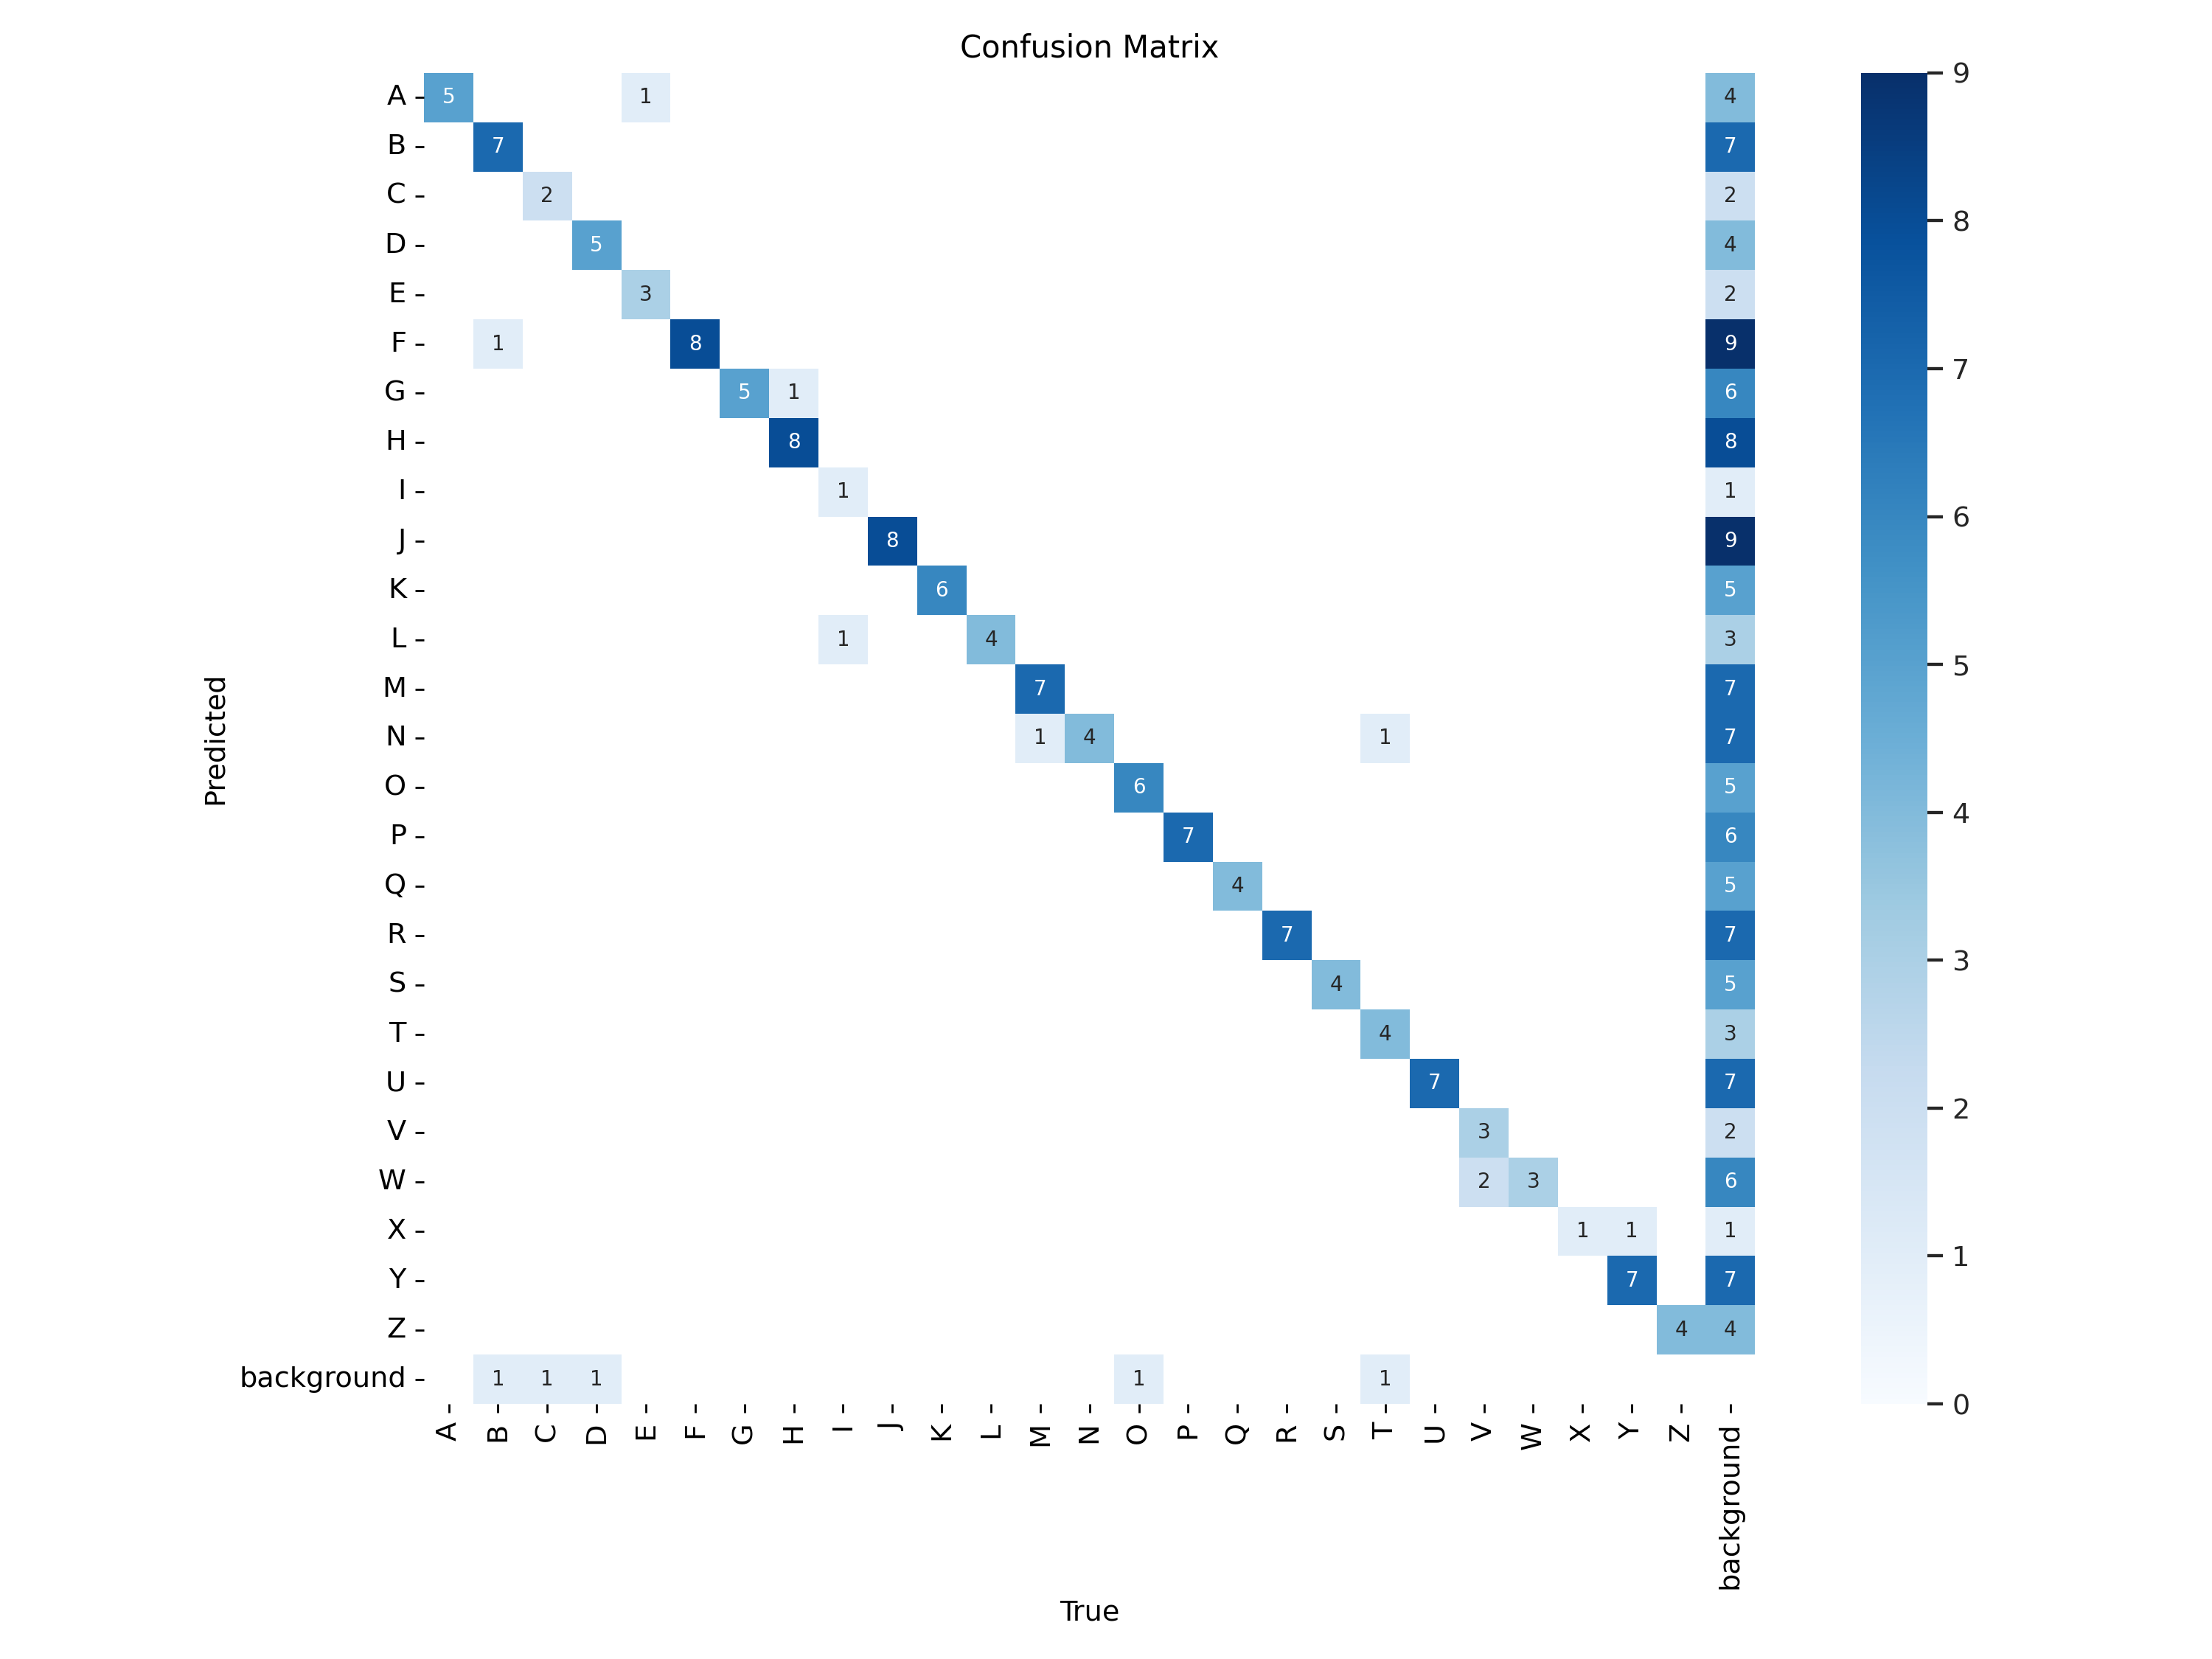 Confusion Matrix
A 5 1 4 9
B 7 7
C 2 2 8
D 5 4
E 3 2
F 1 8 9 7
G 5 1 6
H 8 8
I 1 1 6
J 8 9
K 6 5
L 1 4 3 5
M 7 7
Predicted
N 1 4 1 7
O 6 5 4
P 7 6
Q 4 5
R 7 7 3
S 4 5
T 4 3
U 7 7 2
V 3 2
W 2 3 6
X 1 1 1 1
Y 7 7
Z 4 4
background 1 1 1 1 1 0
A B C D E F G H I J K L M N O P Q R S T U V W X Y Z background
True